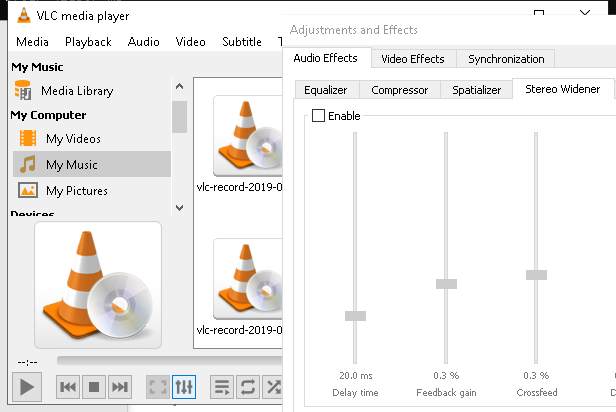 VLC media player
Media Playback Audio Video Subtitle
My Music
Media Library
My Computer
My Videos
My Music
My Pictures
Devices
vlc-record-2019-0
vlc-record-2019-0
--:--
Adjustments and Effects
Audio Effects Video Effects Synchronization
Equalizer Compressor Spatializer Stereo Widener
Enable
20.0 ms 0.3 % 0.3 %
Delay time Feedback gain Crossfeed